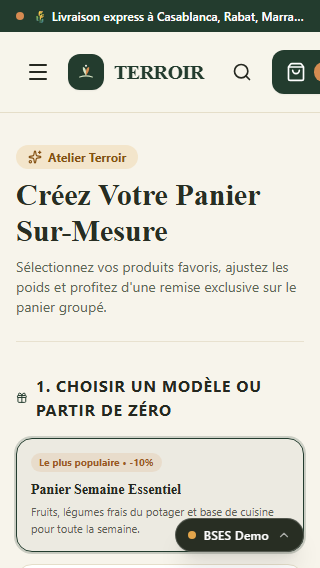 Livraison express à Casablanca, Rabat, Marra...
TERROIR
Atelier Terroir
Créez Votre Panier
Sur-Mesure
Sélectionnez vos produits favoris, ajustez les
poids et profitez d'une remise exclusive sur le
panier groupé.
1. CHOISIR UN MODÈLE OU
PARTIR DE ZÉRO
Le plus populaire • -10%
Panier Semaine Essentiel
Fruits, légumes frais du potager et base de cuisine
pour toute la semaine.
BSES Demo